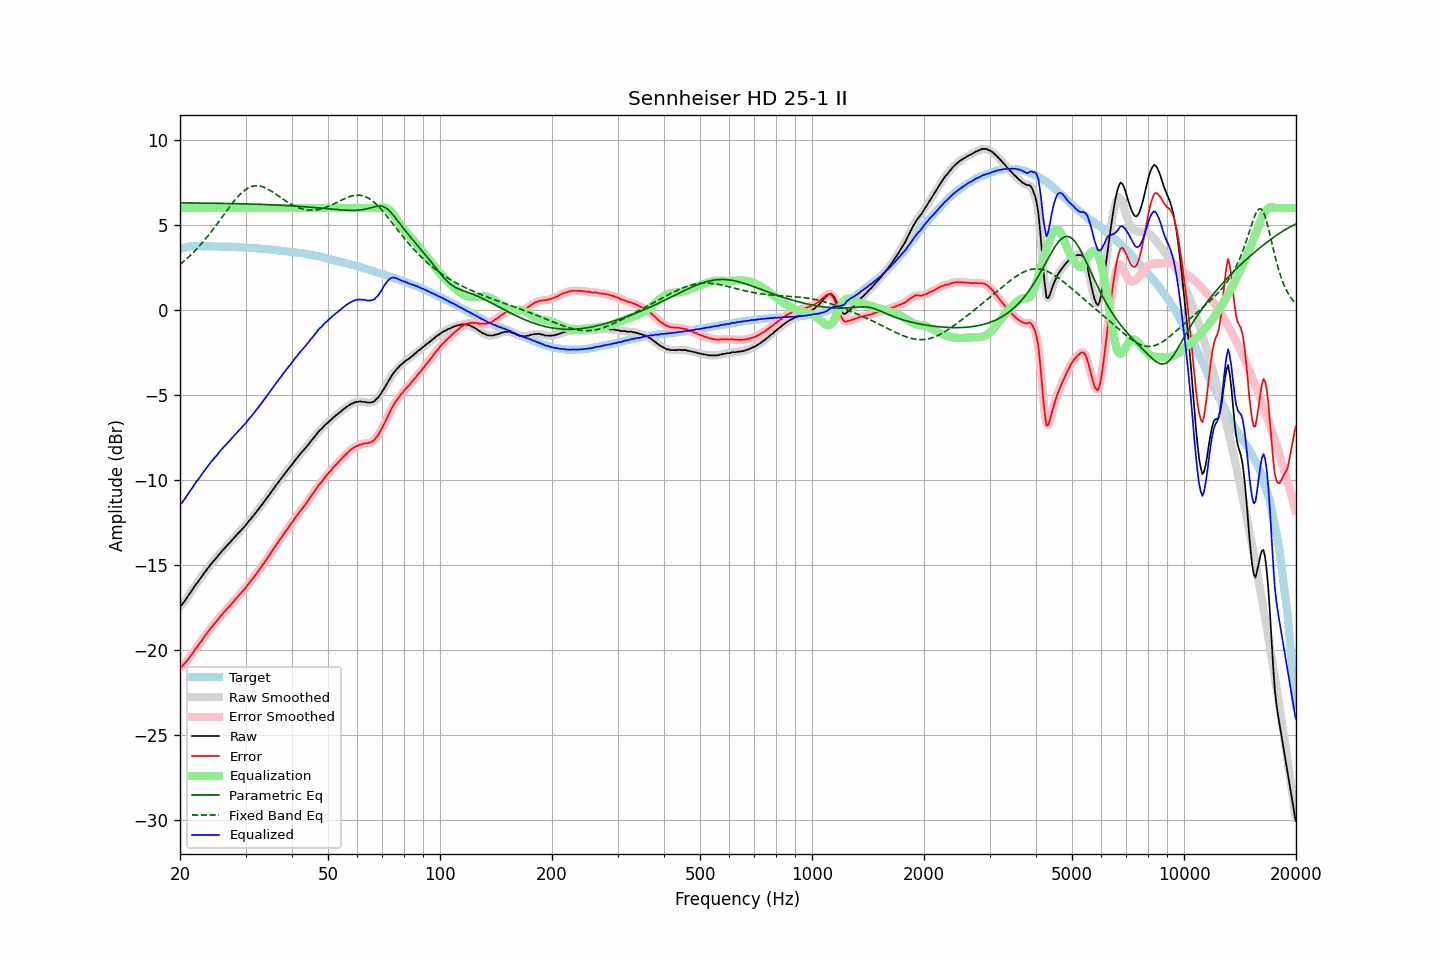 Sennheiser HD 25-1 II
Amplitude (dBr)
10
5
0
−5
−10
−15
−20
−25
−30
Target
Raw Smoothed
Error Smoothed
Raw
Error
Equalization
Parametric Eq
Fixed Band Eq
Equalized
20 50 100 200 500 1000 2000 5000 10000 20000
Frequency (Hz)